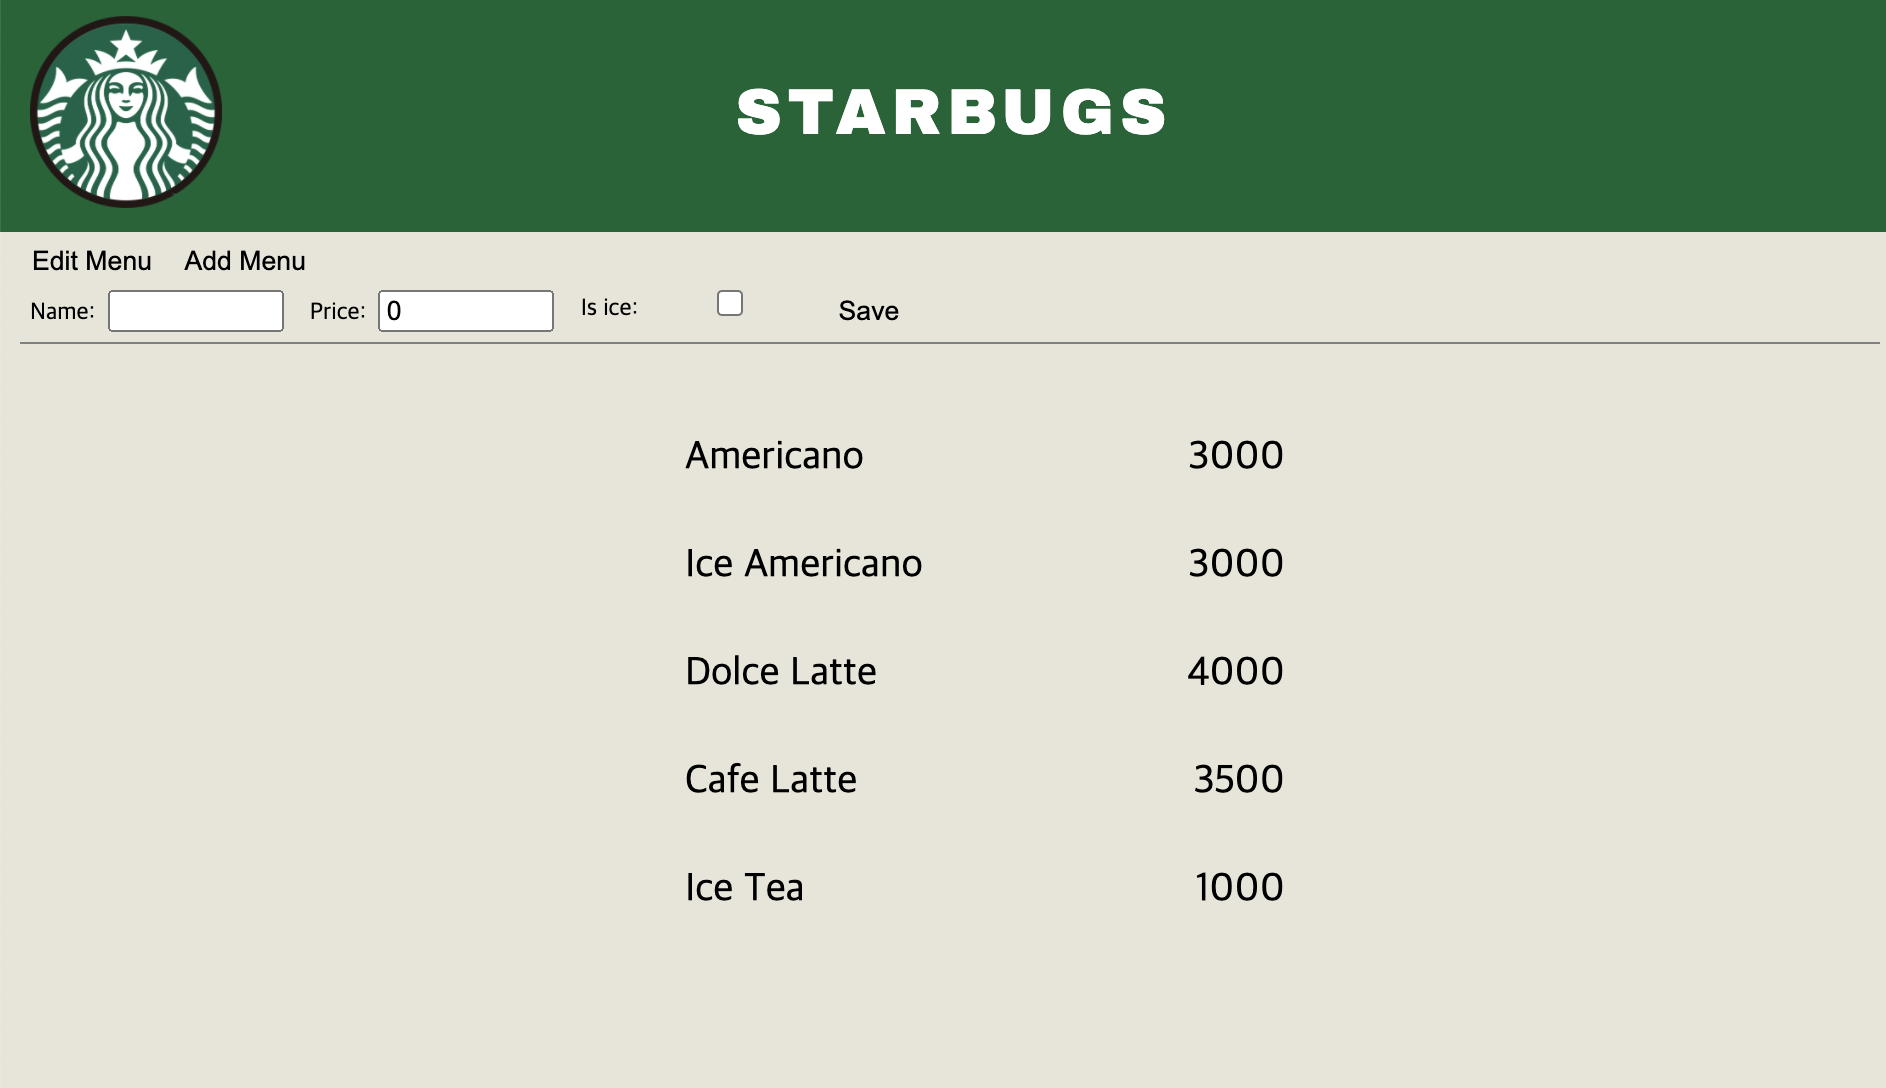 STARBUGS
Edit Menu Add Menu
Name: Price: 0 Is ice: Save
Americano 3000
Ice Americano 3000
Dolce Latte 4000
Cafe Latte 3500
Ice Tea 1000